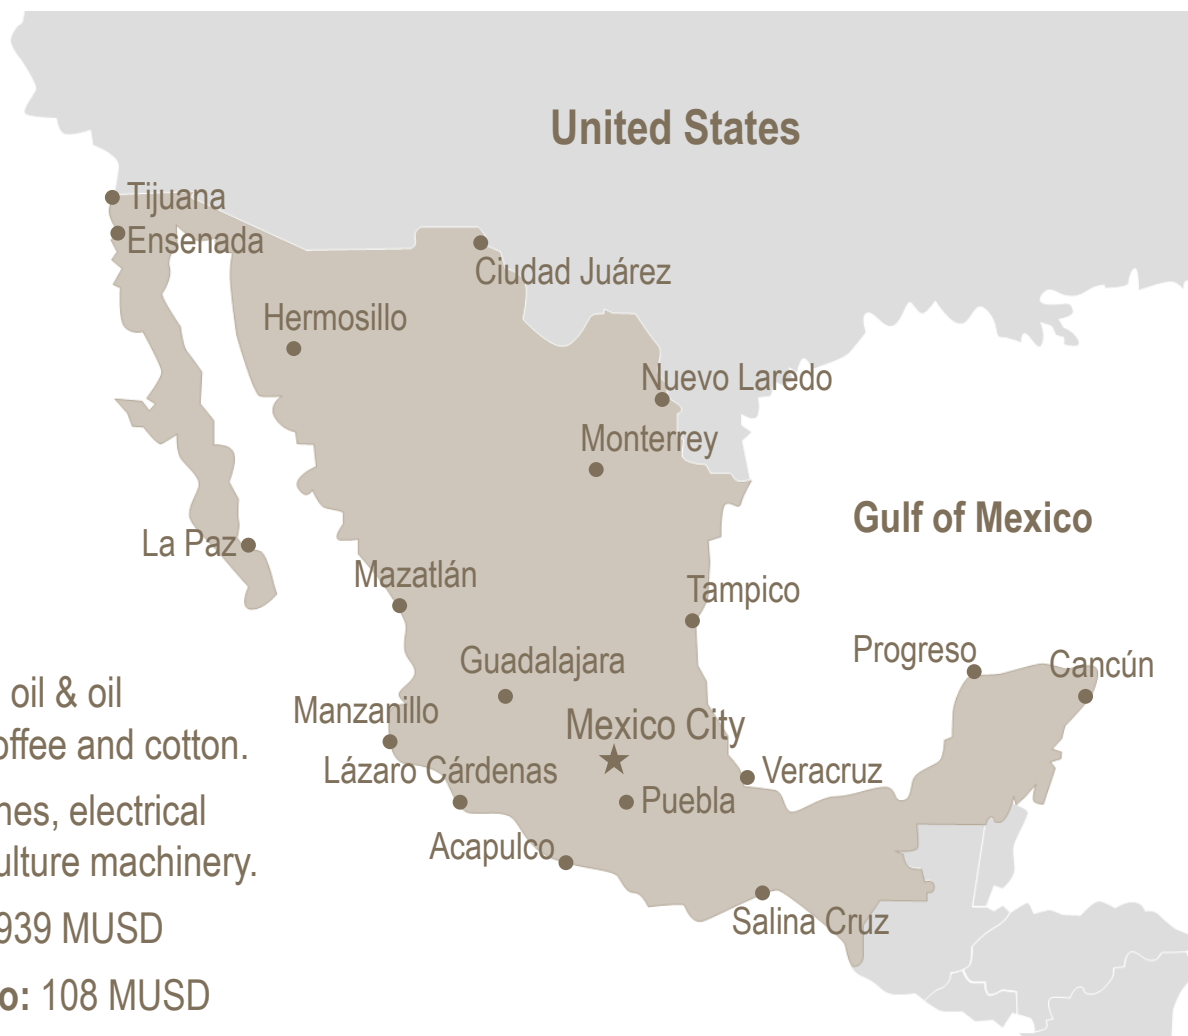 United States
Tijuana
Ensenada
Ciudad Juárez
Hermosillo
Nuevo Laredo
Monterrey
Gulf of Mexico
La Paz
Mazatlán
Tampico
Progreso
Cancún
Guadalajara
Manzanillo
Mexico City
Lázaro Cárdenas
Veracruz
Puebla
Acapulco
Salina Cruz
oil & oil
offee and cotton.
nes, electrical
ulture machinery.
939 MUSD
o: 108 MUSD